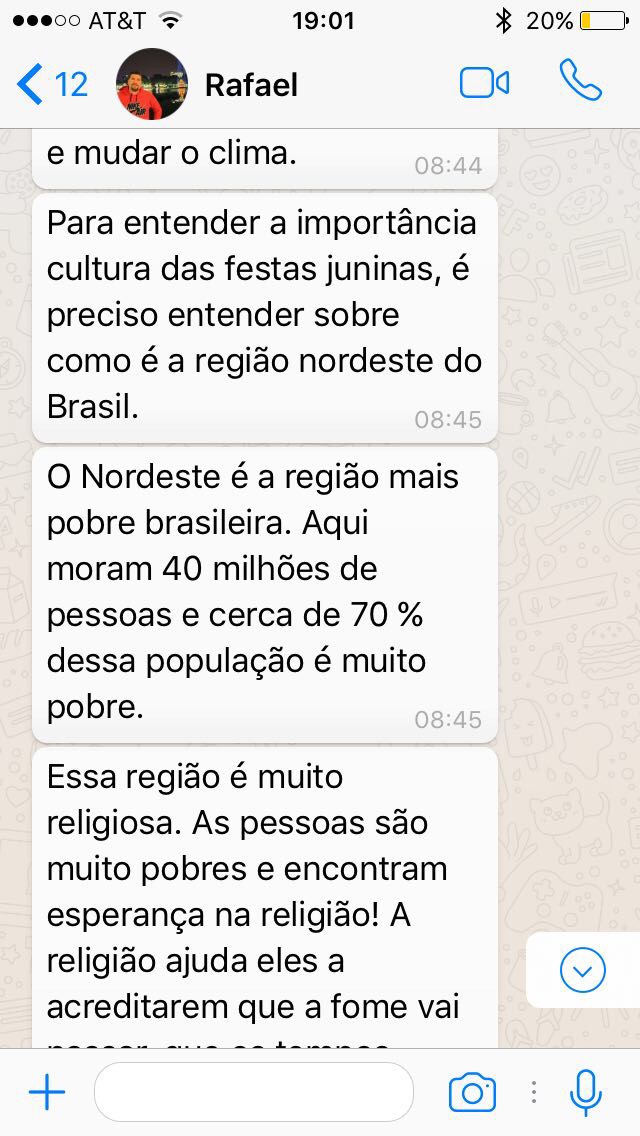 AT&T 19:01 20%
12 Rafael
e mudar o clima.
08:44
Para entender a importância
cultura das festas juninas, é
preciso entender sobre
como é a região nordeste do
Brasil.
08:45
O Nordeste é a região mais
pobre brasileira. Aqui
moram 40 milhões de
pessoas e cerca de 70 %
dessa população é muito
pobre.
08:45
Essa região é muito
religiosa. As pessoas são
muito pobres e encontram
esperança na religião! A
religião ajuda eles a
acreditarem que a fome vai